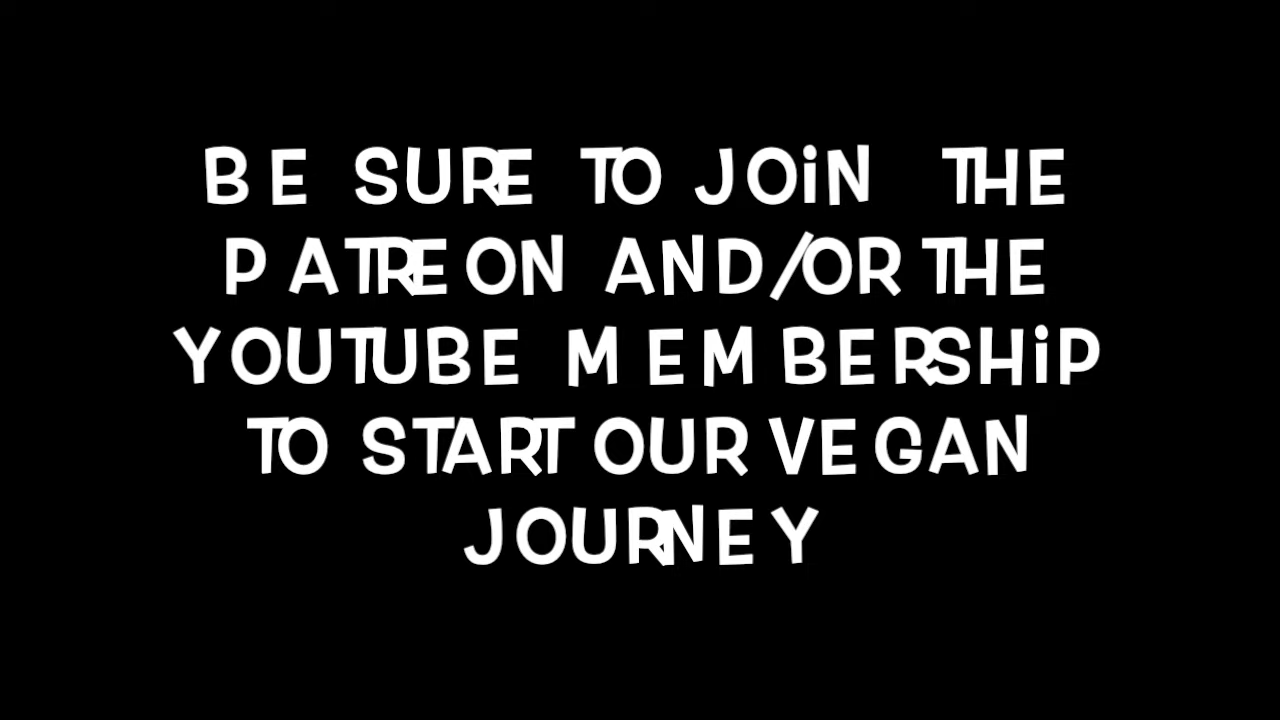 BE SURE TO JOiN THE
PATREON AND/OR THE
YOUTUBE MEMBERSHiP
TO START OUR VEGAN
JOURNEY